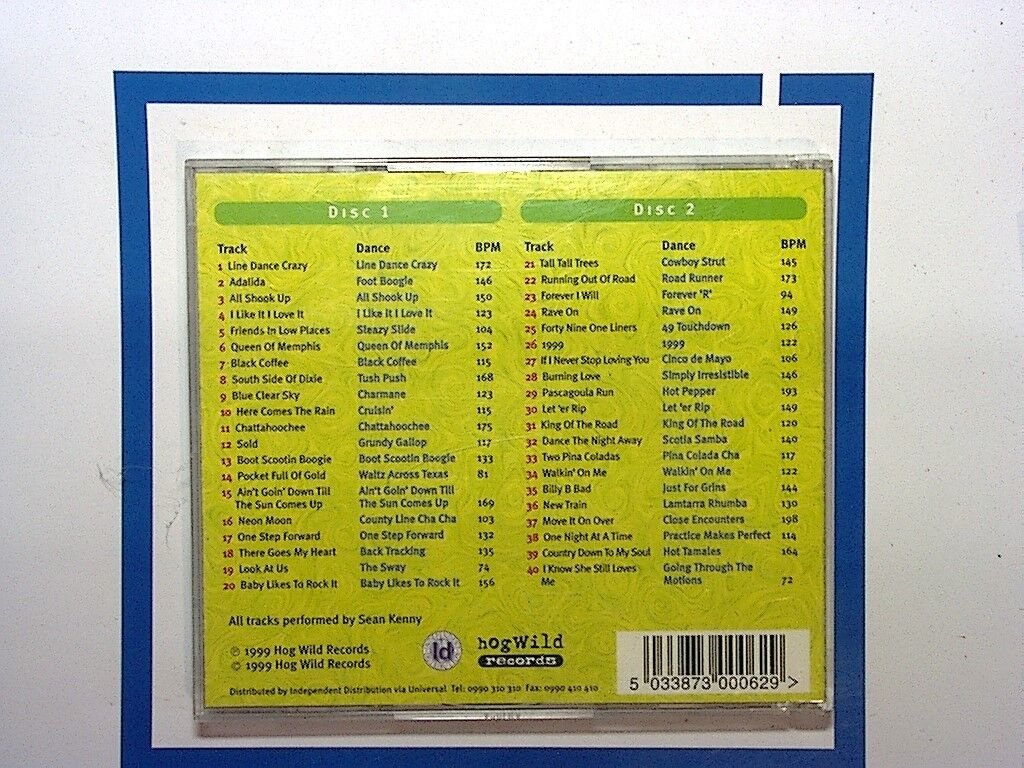 Disc 1
Track Dance BPM
1 Line Dance Crazy Line Dance Crazy 172
2 Adalida Foot Boogie 146
3 All Shook Up All Shook Up 150
4 I Like It I Love It I Like It I Love It 123
5 Friends In Low Places Sleazy Slide 104
6 Queen Of Memphis Queen Of Memphis 152
7 Black Coffee Black Coffee 115
8 South Side Of Dixie Tush Push 168
9 Blue Clear Sky Charmane 123
10 Here Comes The Rain Cruisin' 115
11 Chattahoochee Chattahoochee 175
12 Sold Grundy Gallop 117
13 Boot Scootin Boogie Boot Scootin Boogie 133
14 Pocket Full Of Gold Waltz Across Texas 81
15 Ain't Goin' Down Till Ain't Goin' Down Till
The Sun Comes Up The Sun Comes Up 169
16 Neon Moon County Line Cha Cha 103
17 One Step Forward One Step Forward 132
18 There Goes My Heart Back Tracking 135
19 Look At Us The Sway 74
20 Baby Likes To Rock It Baby Likes To Rock It 156
Disc 2
Track Dance BPM
21 Tall Tall Trees Cowboy Strut 145
22 Running Out Of Road Road Runner 173
23 Forever I Will Forever 'R' 94
24 Rave On Rave On 149
25 Forty Nine One Liners 49 Touchdown 126
26 1999 1999 122
27 If I Never Stop Loving You Cinco de Mayo 106
28 Burning Love Simply Irresistible 146
29 Pascagoula Run Hot Pepper 193
30 Let 'er Rip Let 'er Rip 149
31 King Of The Road King Of The Road 120
32 Dance The Night Away Scotia Samba 140
33 Two Pina Coladas Pina Colada Cha 117
34 Walkin' On Me Walkin' On Me 122
35 Billy B Bad Just For Grins 144
36 New Train Lamtarra Rhumba 130
37 Move It On Over Close Encounters 198
38 One Night At A Time Practice Makes Perfect 114
39 Country Down To My Soul Hot Tamales 164
40 I Know She Still Loves Going Through The
Me Motions 72
All tracks performed by Sean Kenny
℗ 1999 Hog Wild Records
© 1999 Hog Wild Records
Id
hogWild
records
Distributed by Independent Distribution via Universal Tel: 0990 310 310 Fax: 0990 410 410
5 033873 000629 >